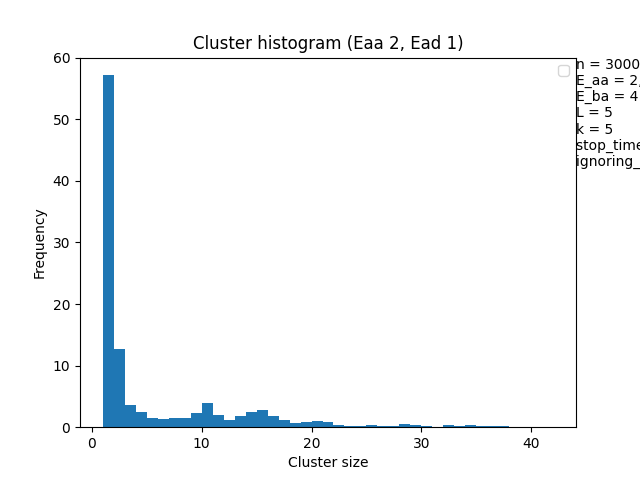 Cluster histogram (Eaa 2, Ead 1)
n = 3000
E_aa = 2,
E_ba = 4
L = 5
k = 5
stop_time
ignoring_
Frequency
60
50
40
30
20
10
0
0 10 20 30 40
Cluster size